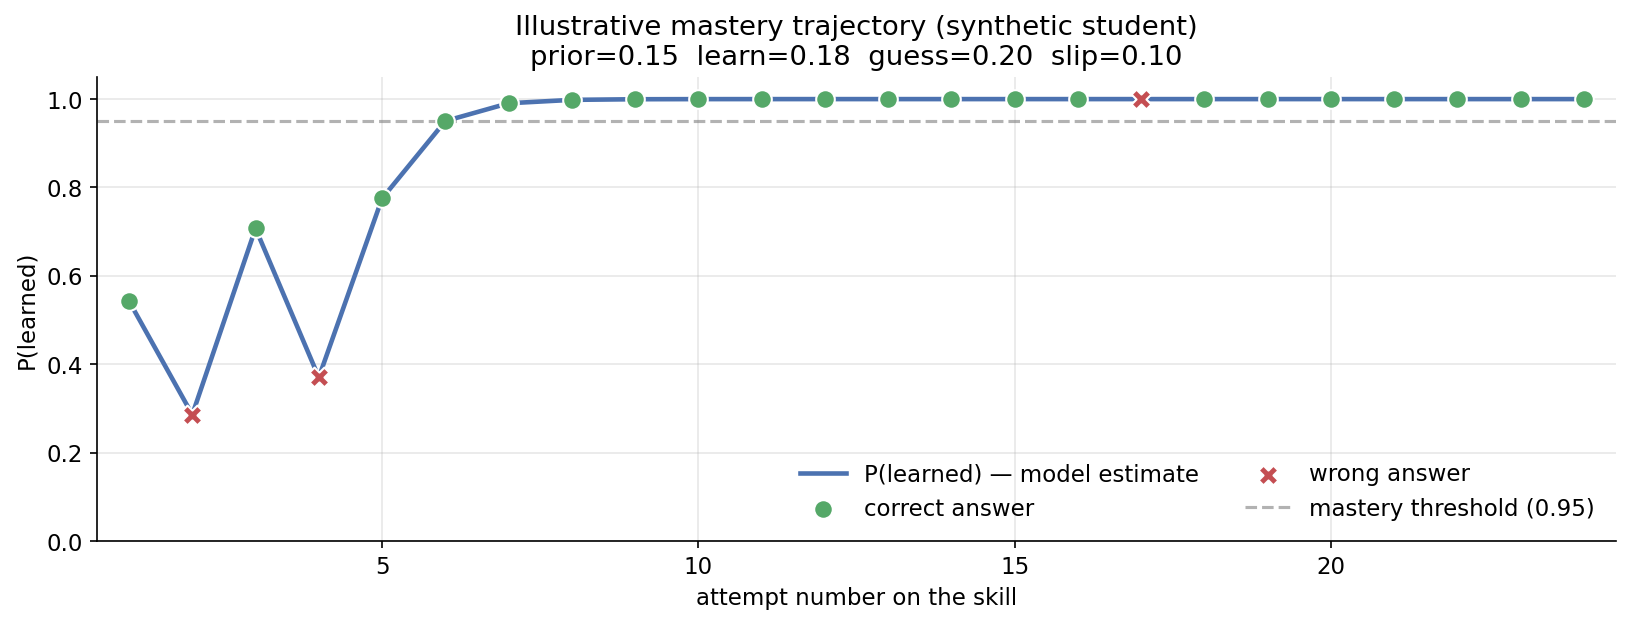 Illustrative mastery trajectory (synthetic student)
prior=0.15  learn=0.18  guess=0.20  slip=0.10
P(learned)
1.0
0.8
0.6
0.4
0.2
0.0
P(learned) — model estimate
correct answer
wrong answer
mastery threshold (0.95)
5
10
15
20
attempt number on the skill